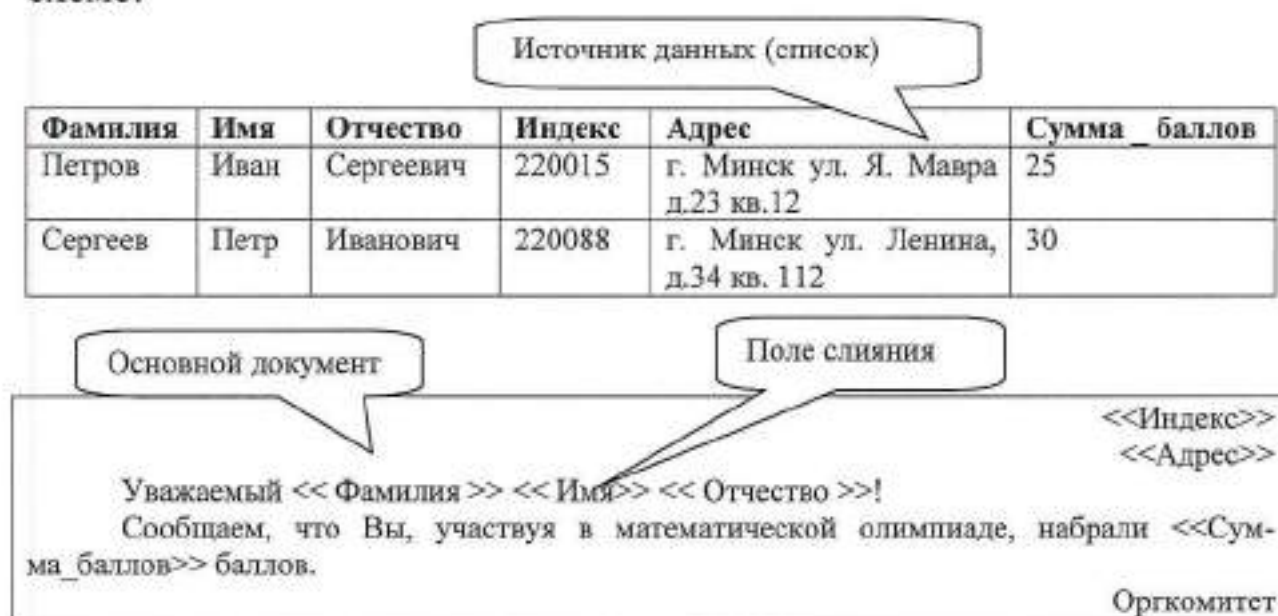 Источник данных (список)
Фамилия Имя Отчество Индекс Адрес Сумма _ баллов
Петров Иван Сергеевич 220015 г. Минск ул. Я. Мавра 25
д.23 кв.12
Сергеев Петр Иванович 220088 г. Минск ул. Ленина, 30
д.34 кв. 112
Основной документ
Поле слияния
<<Индекс>>
<<Адрес>>
Уважаемый << Фамилия >> << Имя>> << Отчество >>!
Сообщаем, что Вы, участвуя в математической олимпиаде, набрали <<Сум-
ма_баллов>> баллов.
Оргкомитет